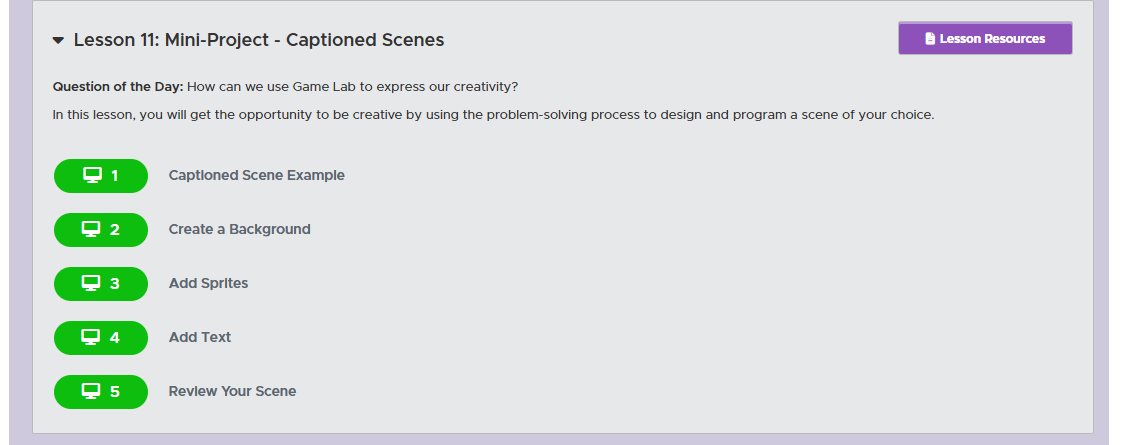 Lesson 11: Mini-Project - Captioned Scenes
Lesson Resources
Question of the Day: How can we use Game Lab to express our creativity?
In this lesson, you will get the opportunity to be creative by using the problem-solving process to design and program a scene of your choice.
1 Captioned Scene Example
2 Create a Background
3 Add Sprites
4 Add Text
5 Review Your Scene